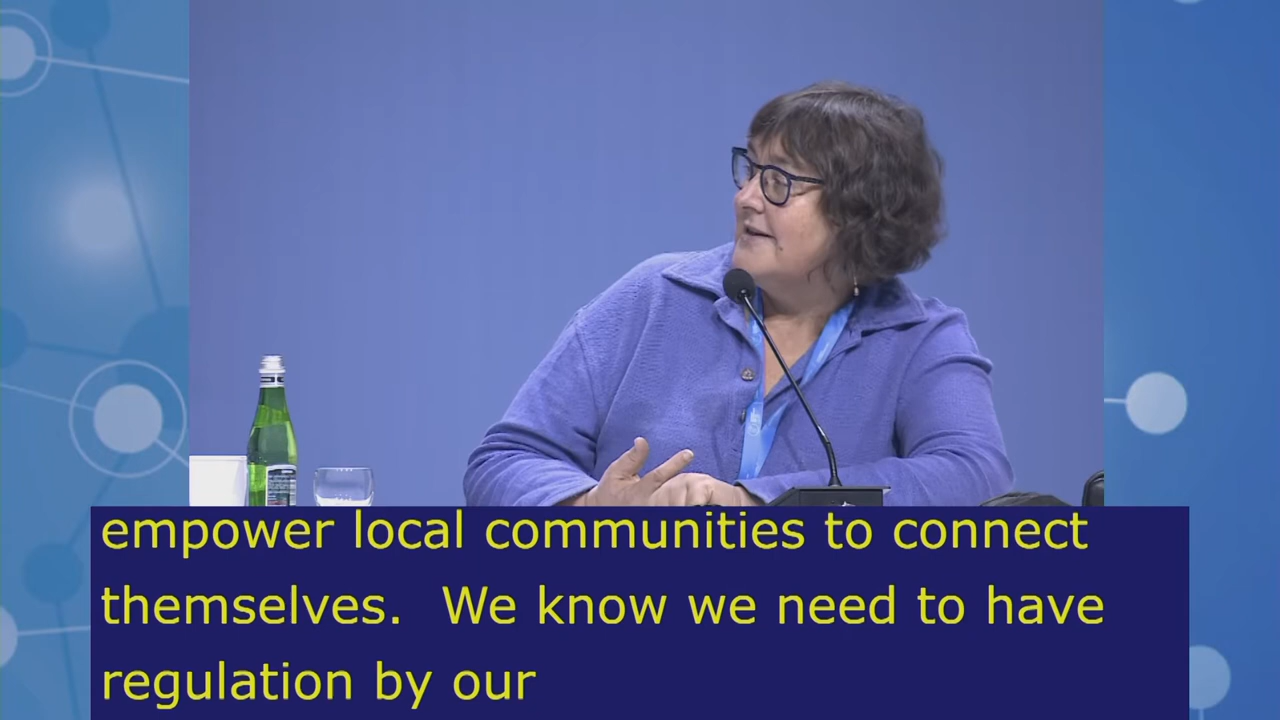 empower local communities to connect
themselves.  We know we need to have
regulation by our